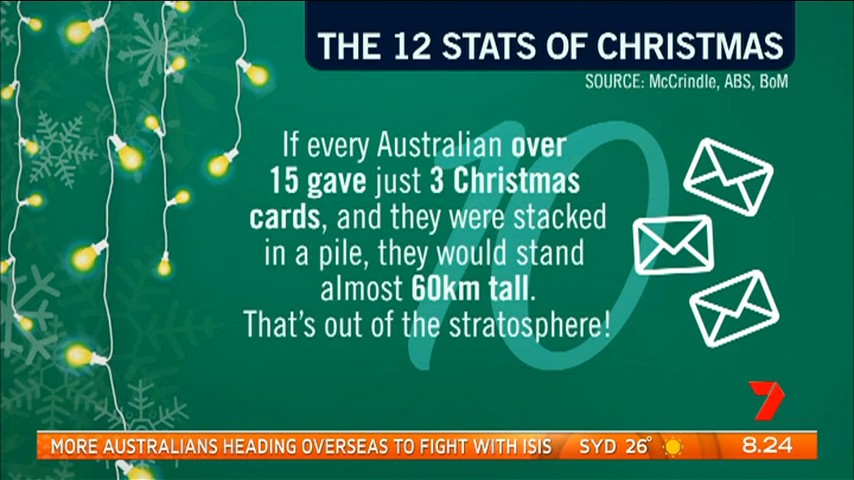 THE 12 STATS OF CHRISTMAS
SOURCE: McCrindle, ABS, BoM
10
If every Australian over
15 gave just 3 Christmas
cards, and they were stacked
in a pile, they would stand
almost 60km tall.
That's out of the stratosphere!
7
MORE AUSTRALIANS HEADING OVERSEAS TO FIGHT WITH ISIS SYD 26° 8.24